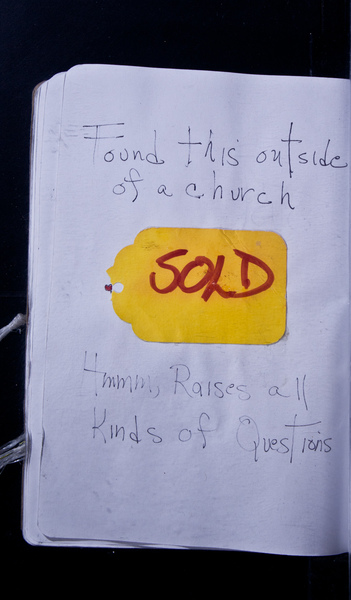 Found this outside
of a church
SOLD
Hmmm, Raises all
Kinds of Questions